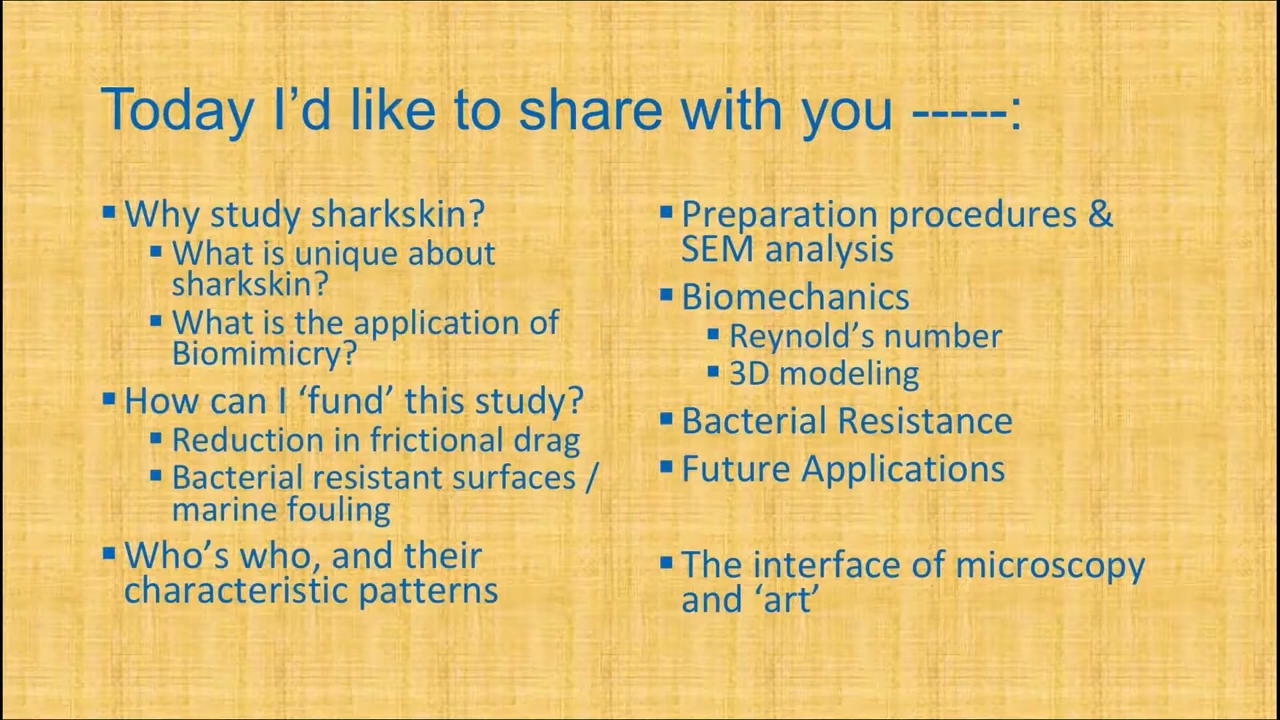 Today I’d like to share with you -----:
▪ Why study sharkskin?
▪ What is unique about
sharkskin?
▪ What is the application of
Biomimicry?
▪ How can I ‘fund’ this study?
▪ Reduction in frictional drag
▪ Bacterial resistant surfaces /
marine fouling
▪ Who’s who, and their
characteristic patterns
▪ Preparation procedures &
SEM analysis
▪ Biomechanics
▪ Reynold’s number
▪ 3D modeling
▪ Bacterial Resistance
▪ Future Applications
▪ The interface of microscopy
and ‘art’